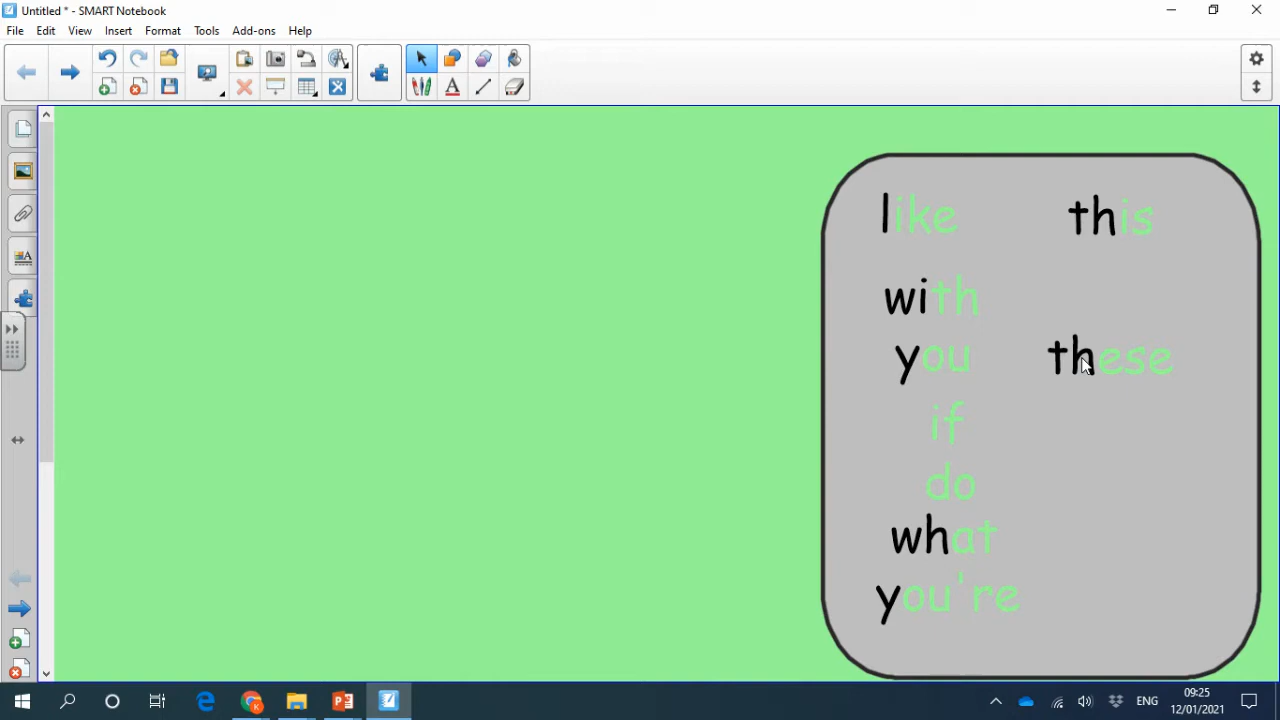 Untitled * - SMART Notebook
File Edit View Insert Format Tools Add-ons Help
like this
with
you these
if
do
what
you're
ENG
09:25
12/01/2021